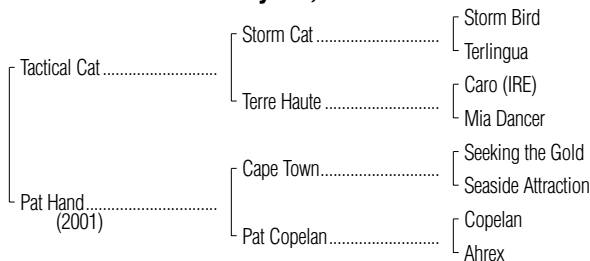 Storm Bird
Storm Cat
Terlingua
Tactical Cat
Caro (IRE)
Terre Haute
Mia Dancer
Seeking the Gold
Cape Town
Seaside Attraction
Pat Hand
(2001)
Copelan
Pat Copelan
Ahrex